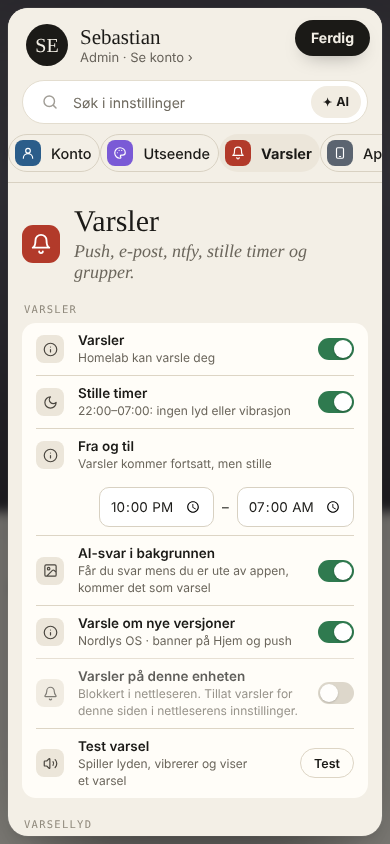 SE
Sebastian
Admin · Se konto ›
Ferdig
Søk i innstillinger
✦ AI
Konto
Utseende
Varsler
Ap
Varsler
Push, e-post, ntfy, stille timer og
grupper.
VARSLER
Varsler
Homelab kan varsle deg
Stille timer
22:00–07:00: ingen lyd eller vibrasjon
Fra og til
Varsler kommer fortsatt, men stille
10:00 PM
–
07:00 AM
AI-svar i bakgrunnen
Får du svar mens du er ute av appen,
kommer det som varsel
Varsle om nye versjoner
Nordlys OS · banner på Hjem og push
Varsler på denne enheten
Blokkert i nettleseren. Tillat varsler for
denne siden i nettleserens innstillinger.
Test varsel
Spiller lyden, vibrerer og viser
et varsel
Test
VARSELLYD